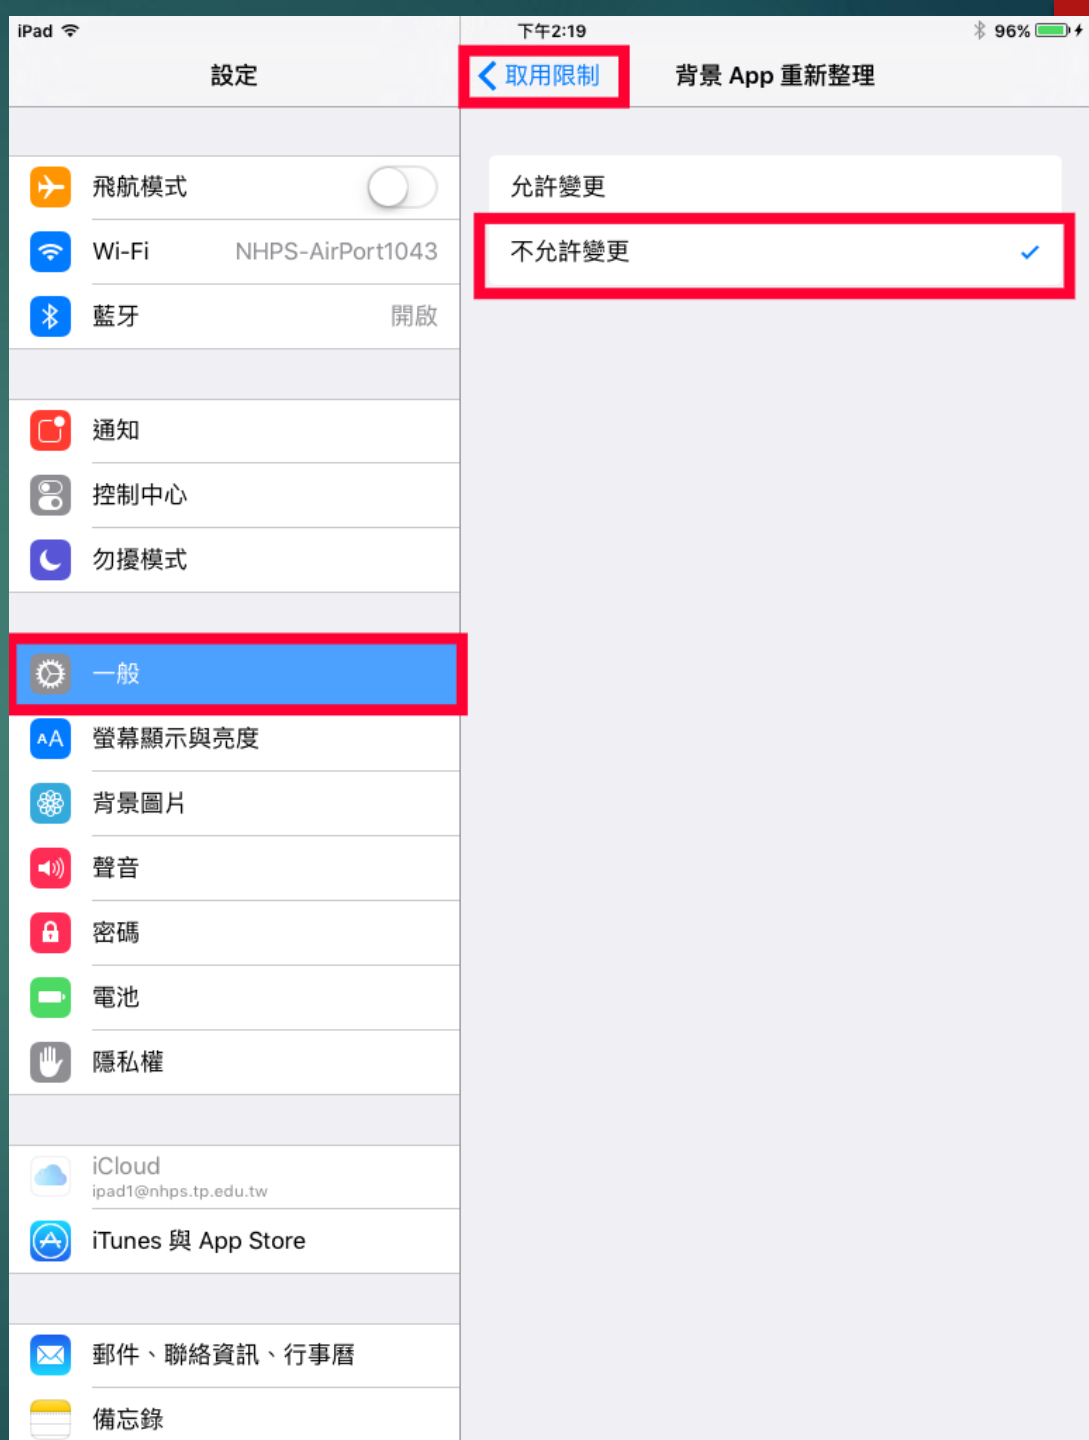 iPad 下午2:19 96%
設定
取用限制 背景 App 重新整理
飛航模式
Wi-Fi NHPS-AirPort1043
藍牙 開啟
通知
控制中心
勿擾模式
一般
AA 螢幕顯示與亮度
背景圖片
聲音
密碼
電池
隱私權
iCloud
ipad1@nhps.tp.edu.tw
iTunes 與 App Store
郵件、聯絡資訊、行事曆
備忘錄
允許變更
不允許變更